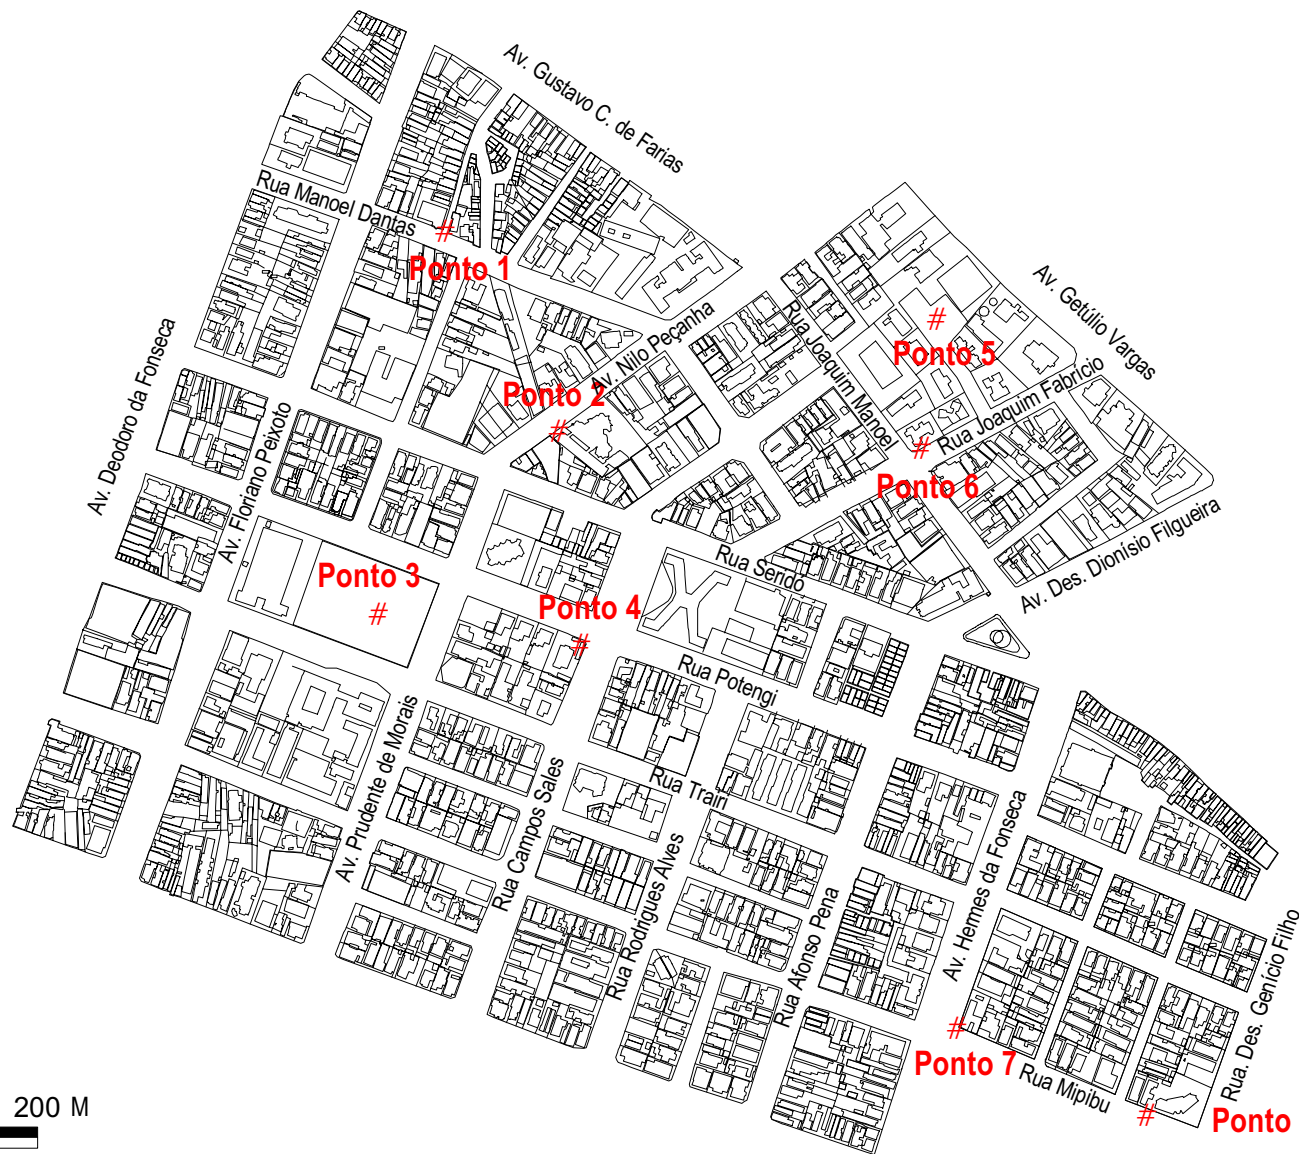 Av. Gustavo C. de Farias
Rua Manoel Dantas
#
Ponto 1
Av. Getúlio Vargas
Av. Nilo Peçanha
Rua Joaquim Manoel
#
Ponto 5
Rua Joaquim Fabrício
Ponto 2
#
#
Ponto 6
Av. Deodoro da Fonseca
Av. Floriano Peixoto
Av. Des. Dionísio Filgueira
Rua Seridó
Ponto 3
#
Ponto 4
#
Rua Potengi
Av. Prudente de Morais
Rua Trairi
Rua Campos Sales
Rua Rodrigues Alves
Rua Afonso Pena
Av. Hermes da Fonseca
Rua. Des. Genício Filho
#
Ponto 7
Rua Mipibu
#
Ponto
200 M